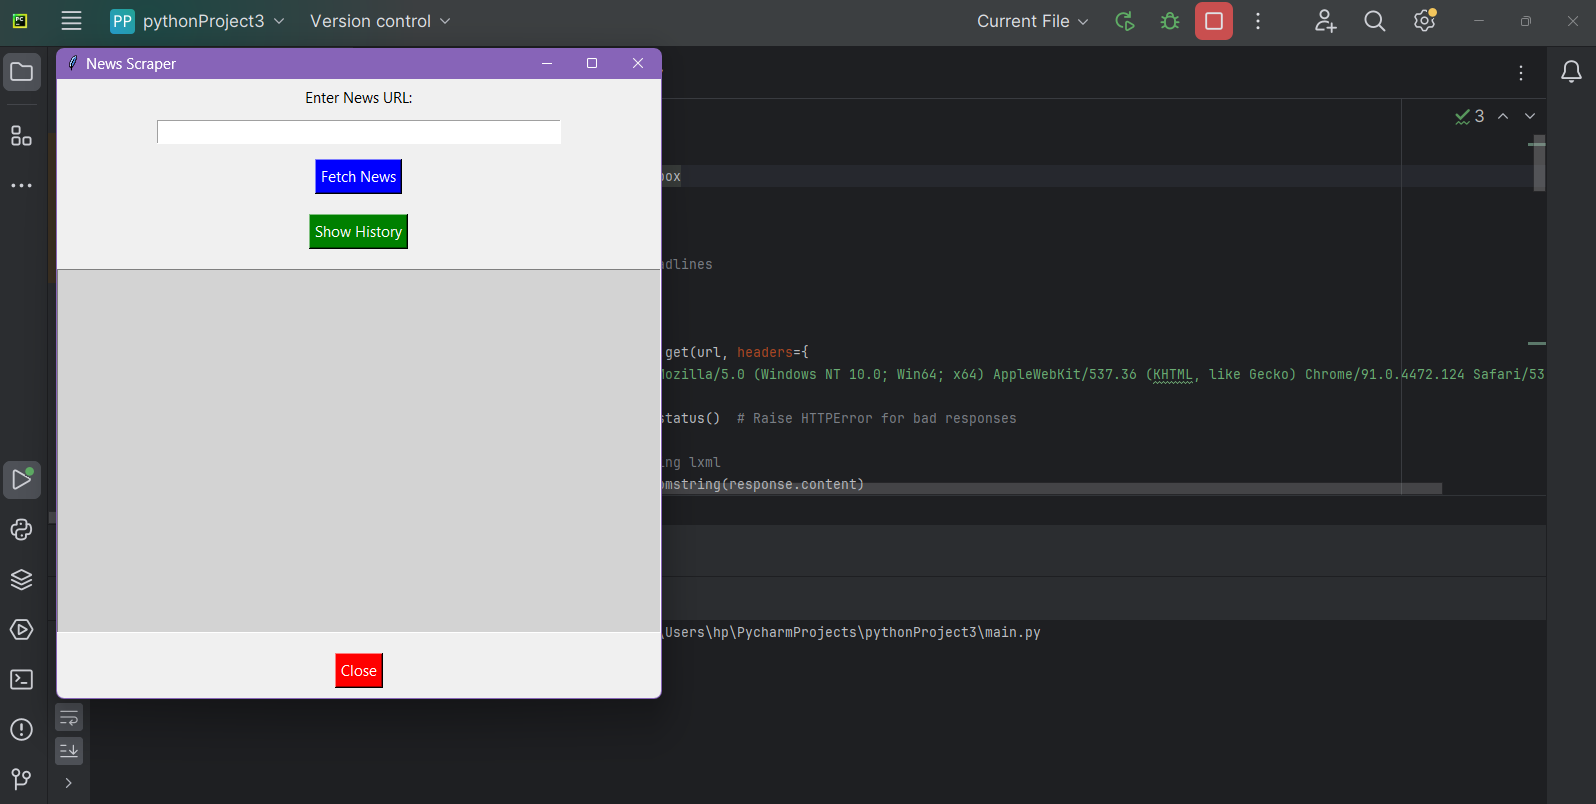 PC
PP pythonProject3 Version control Current File
News Scraper
Enter News URL:
Fetch News
Show History
Close
3
box
adlines
get(url, headers={
Mozilla/5.0 (Windows NT 10.0; Win64; x64) AppleWebKit/537.36 (KHTML, like Gecko) Chrome/91.0.4472.124 Safari/53
status() # Raise HTTPError for bad responses
ng lxml
omstring(response.content)
\Users\hp\PycharmProjects\pythonProject3\main.py